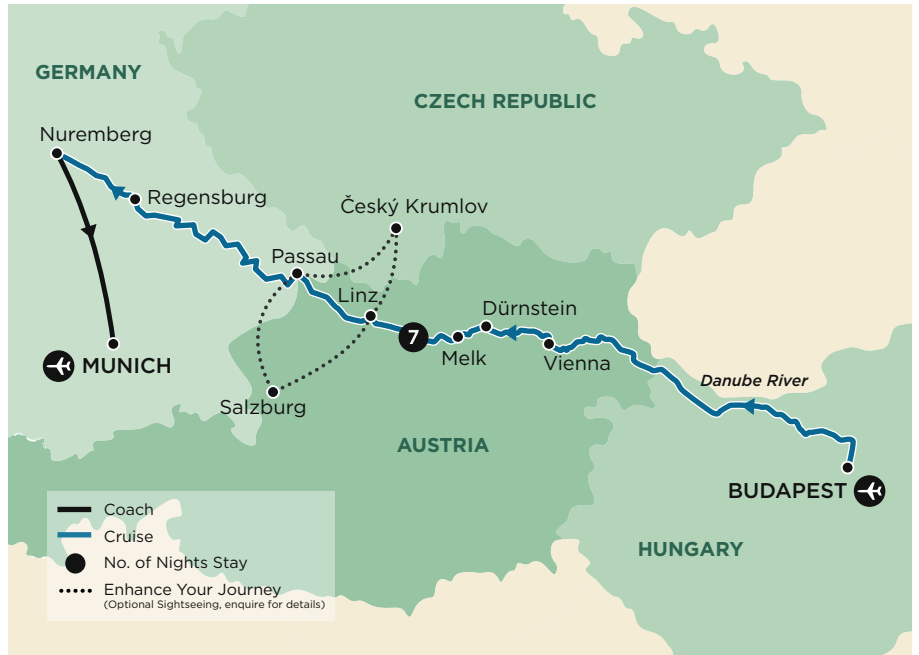 GERMANY
CZECH REPUBLIC
Nuremberg
Regensburg
Český Krumlov
Passau
Linz
Dürnstein
7
Melk
Vienna
MUNICH
Danube River
Salzburg
AUSTRIA
BUDAPEST
HUNGARY
Coach
Cruise
No. of Nights Stay
Enhance Your Journey
(Optional Sightseeing, enquire for details)